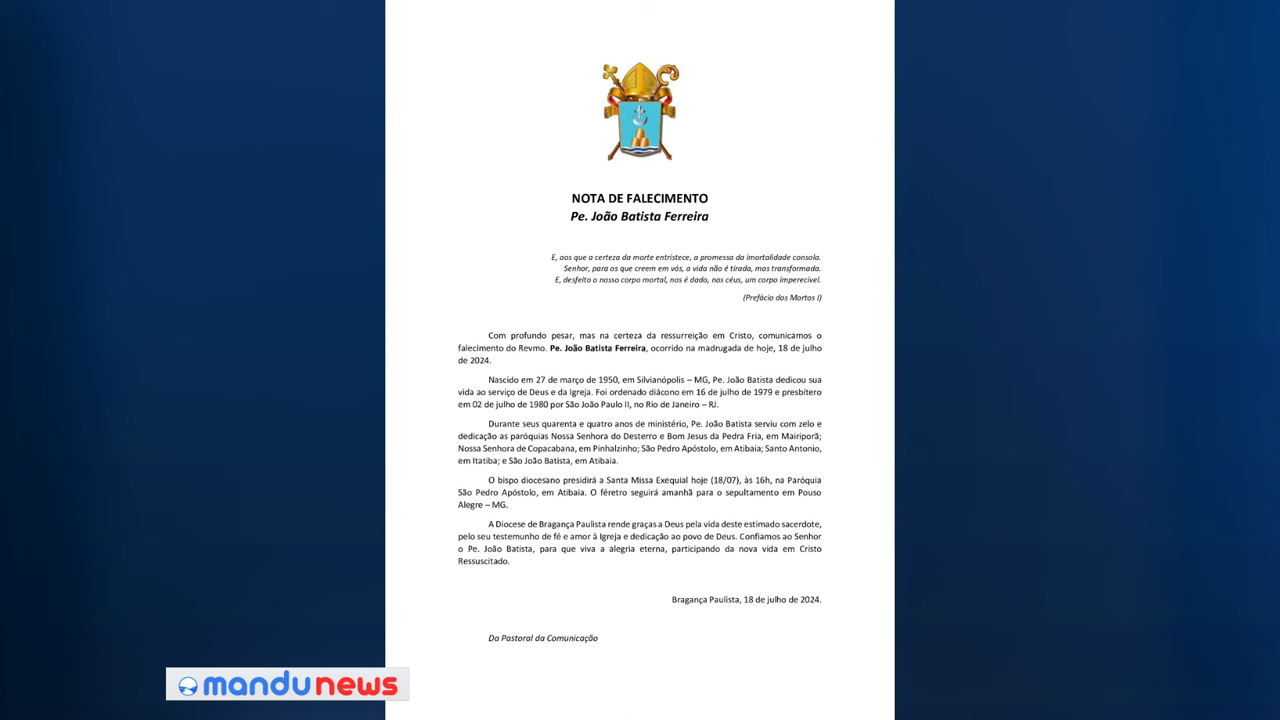 NOTA DE FALECIMENTO
Pe. João Batista Ferreira
E, aos que a certeza da morte entristece, a promessa da imortalidade consola.
Senhor, para os que creem em vós, a vida não é tirada, mas transformada.
E, desfeito o nosso corpo mortal, nos é dado, nos céus, um corpo imperecível.
(Prefácio dos Mortos I)
Com profundo pesar, mas na certeza da ressurreição em Cristo, comunicamos o
falecimento do Revmo. Pe. João Batista Ferreira, ocorrido na madrugada de hoje, 18 de julho
de 2024.
Nascido em 27 de março de 1950, em Silvianópolis – MG, Pe. João Batista dedicou sua
vida ao serviço de Deus e da Igreja. Foi ordenado diácono em 16 de julho de 1979 e presbítero
em 02 de julho de 1980 por São João Paulo II, no Rio de Janeiro – RJ.
Durante seus quarenta e quatro anos de ministério, Pe. João Batista serviu com zelo e
dedicação as paróquias Nossa Senhora do Desterro e Bom Jesus da Pedra Fria, em Mairiporã;
Nossa Senhora de Copacabana, em Pinhalzinho; São Pedro Apóstolo, em Atibaia; Santo Antonio,
em Itatiba; e São João Batista, em Atibaia.
O bispo diocesano presidirá a Santa Missa Exequial hoje (18/07), às 16h, na Paróquia
São Pedro Apóstolo, em Atibaia. O féretro seguirá amanhã para o sepultamento em Pouso
Alegre – MG.
A Diocese de Bragança Paulista rende graças a Deus pela vida deste estimado sacerdote,
pelo seu testemunho de fé e amor à Igreja e dedicação ao povo de Deus. Confiamos ao Senhor
o Pe. João Batista, para que viva a alegria eterna, participando da nova vida em Cristo
Ressuscitado.
Bragança Paulista, 18 de julho de 2024.
Da Pastoral da Comunicação
mandunews